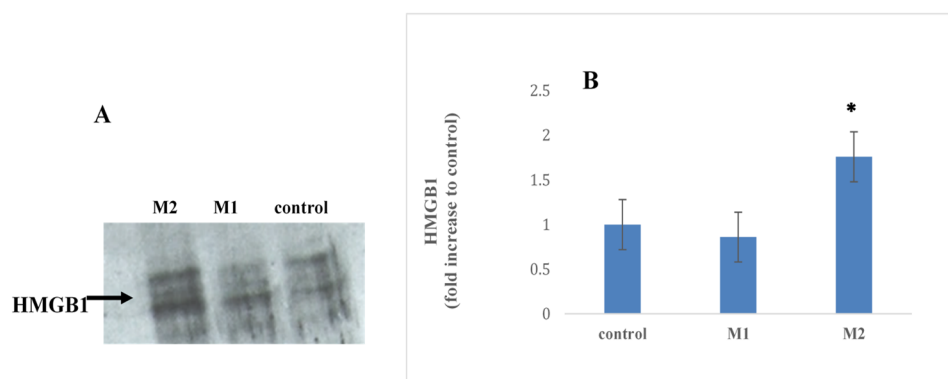 A
M2 M1 control
HMGB1
B
HMGB1
(fold increase to control)
2.5
2
1.5
1
0.5
0
*
control M1 M2